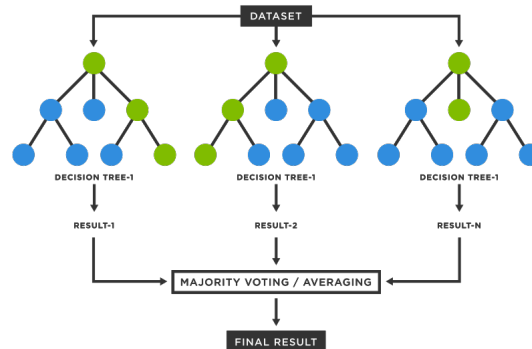 DATASET
DECISION TREE-1
DECISION TREE-1
DECISION TREE-1
RESULT-1
RESULT-2
RESULT-N
MAJORITY VOTING / AVERAGING
FINAL RESULT